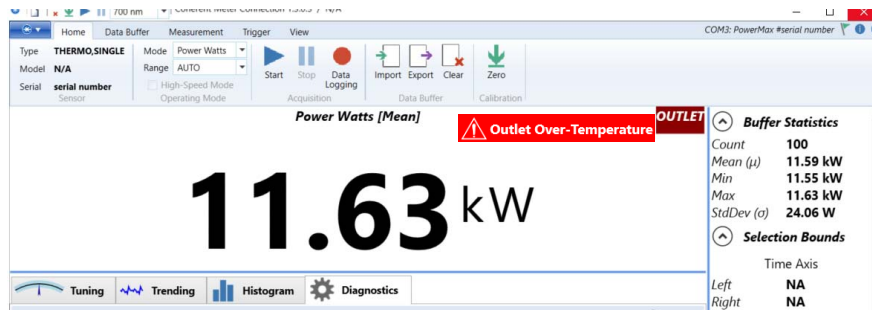 700 nm
Coherent Meter Connection
N/A
Home Data Buffer Measurement Trigger View
COM3: PowerMax #serial number
Type THERMO,SINGLE
Model N/A
Serial serial number
Sensor
Mode Power Watts
Range AUTO
High-Speed Mode
Operating Mode
Start Stop Data Logging
Acquisition
Import Export Clear
Data Buffer
Zero
Calibration
Power Watts [Mean]
Outlet Over-Temperature
OUTLET
11.63 kW
Buffer Statistics
Count 100
Mean (μ) 11.59 kW
Min 11.55 kW
Max 11.63 kW
StdDev (σ) 24.06 W
Selection Bounds
Time Axis
Left NA
Right NA
Tuning Trending Histogram Diagnostics